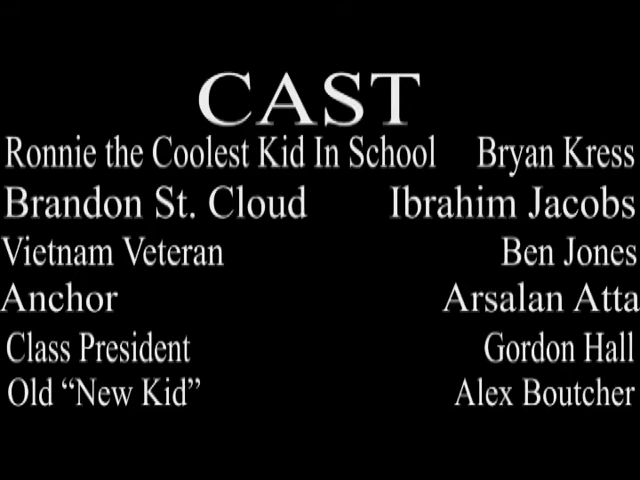 CAST
Ronnie the Coolest Kid In School Bryan Kress
Brandon St. Cloud Ibrahim Jacobs
Vietnam Veteran Ben Jones
Anchor Arsalan Atta
Class President Gordon Hall
Old “New Kid” Alex Boutcher